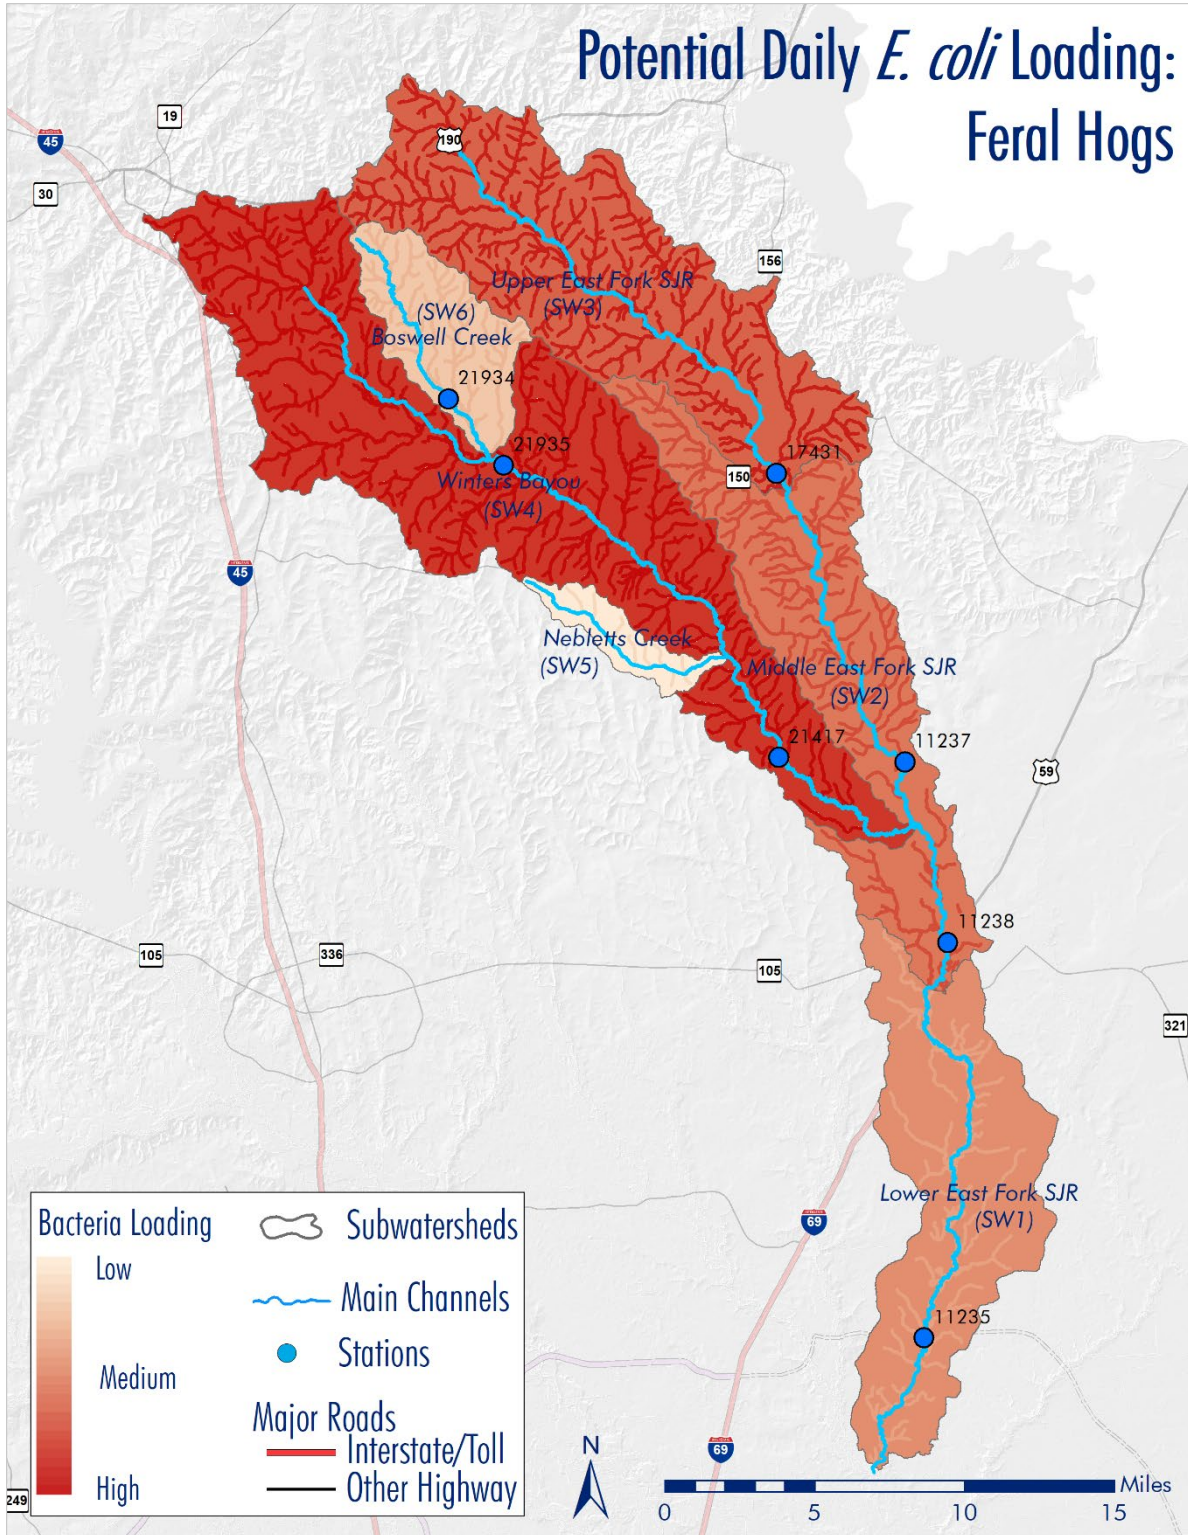 Potential Daily E. coli Loading:
Feral Hogs
19
45
30
190
156
Upper East Fork SJR
(SW3)
(SW6)
Boswell Creek
21934
21935
17431
150
Winters Bayou
(SW4)
45
Nebletts Creek
(SW5)
Middle East Fork SJR
(SW2)
21417
11237
59
11238
105
336
105
321
Lower East Fork SJR
(SW1)
69
11235
69
249
Bacteria Loading
Low
Medium
High
Subwatersheds
Main Channels
Stations
Major Roads
Interstate/Toll
Other Highway
N
Miles
0 5 10 15